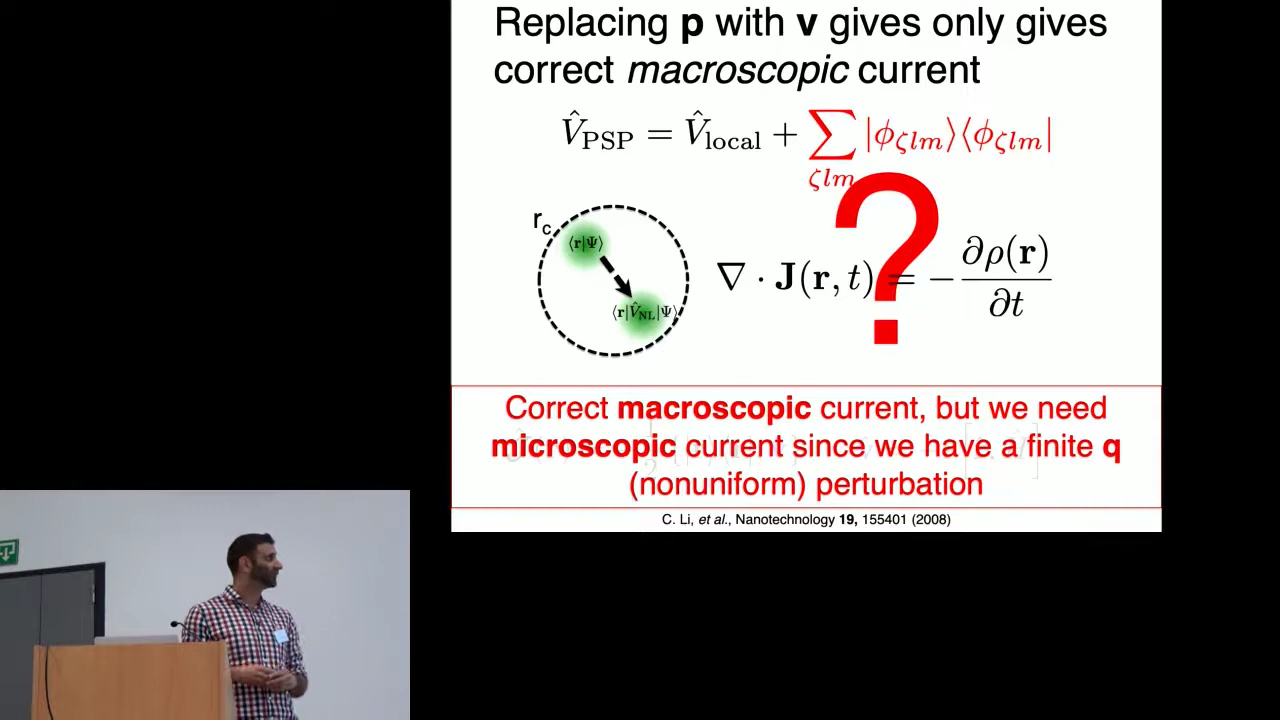 Replacing p with v gives only gives
correct macroscopic current
V̂_PSP = V̂_local + ∑_ζlm |ϕ_ζlm⟩⟨ϕ_ζlm|
r_c
⟨r|Ψ⟩
⟨r|V̂_NL|Ψ⟩
∇ · J(r, t) = − ∂ρ(r)/∂t
?
Correct macroscopic current, but we need
microscopic current since we have a finite q
(nonuniform) perturbation
C. Li, et al., Nanotechnology 19, 155401 (2008)